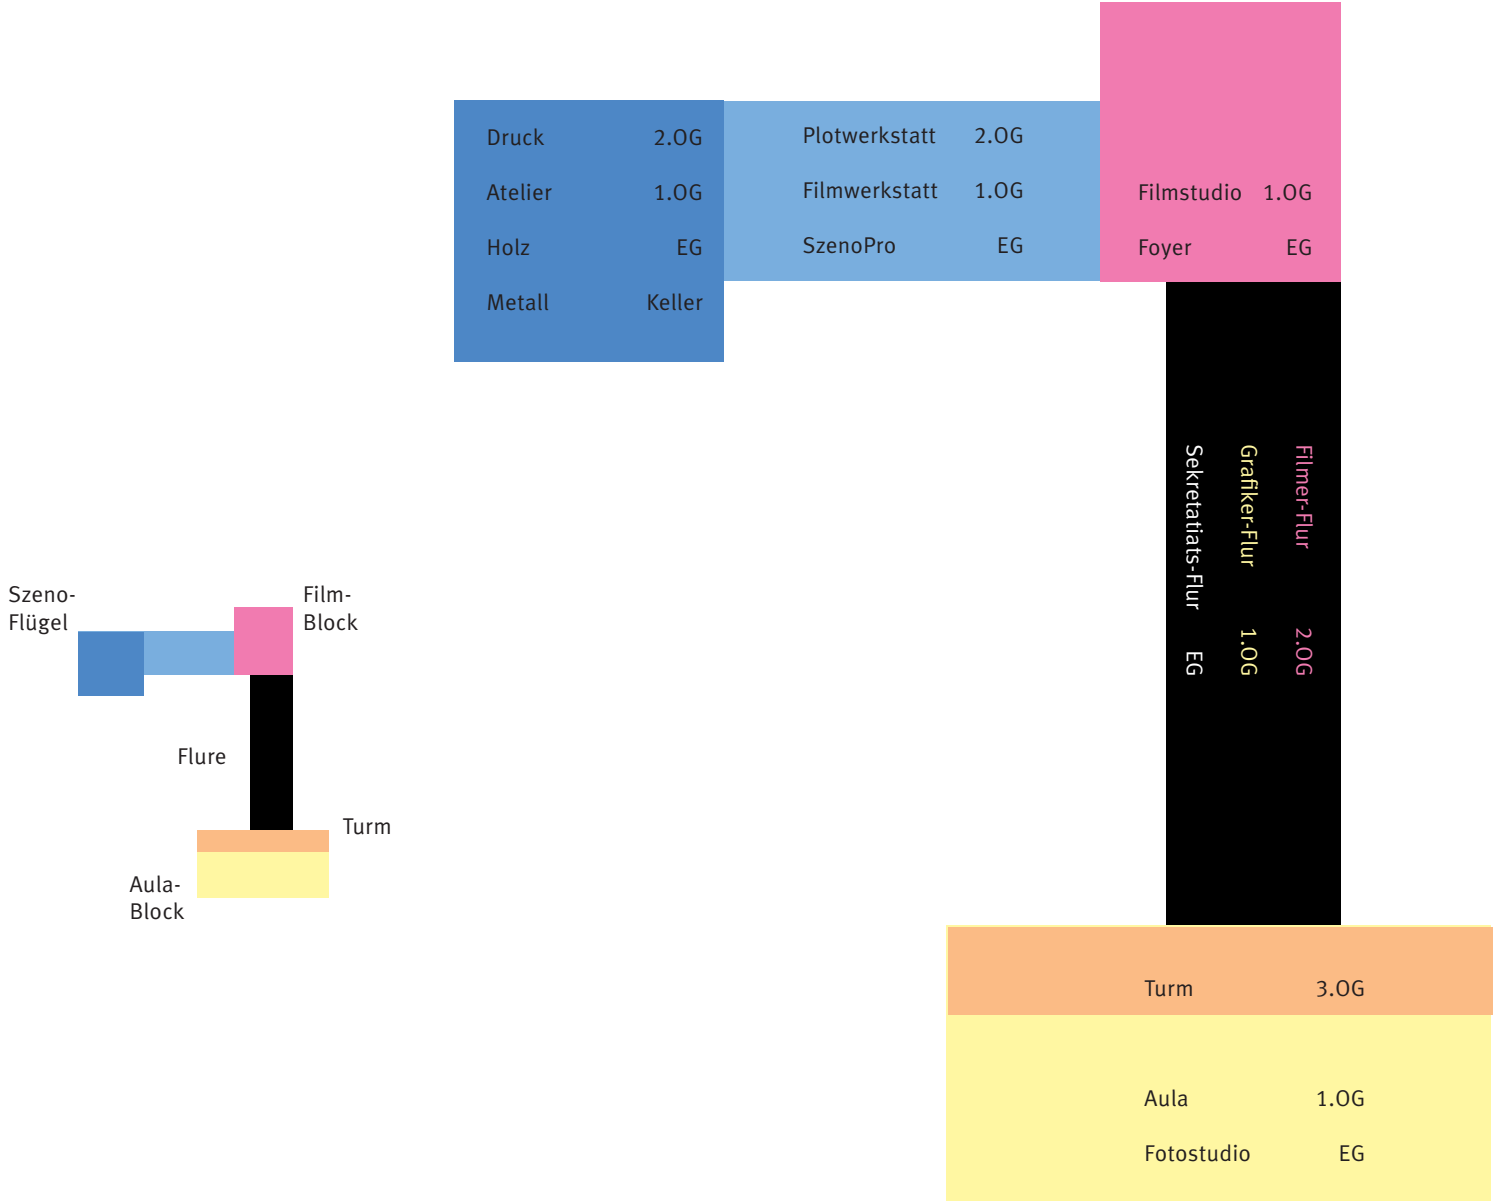 Druck 2.OG
Atelier 1.OG
Holz EG
Metall Keller
Plotwerkstatt 2.OG
Filmwerkstatt 1.OG
SzenoPro EG
Filmstudio 1.OG
Foyer EG
Filmer-Flur 2.OG
Grafiker-Flur 1.OG
Sekretatiats-Flur EG
Szeno-
Flügel
Film-
Block
Flure
Turm
Aula-
Block
Turm 3.OG
Aula 1.OG
Fotostudio EG